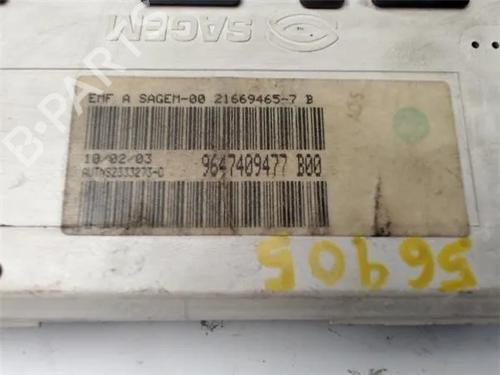 SAGEM
EMF A SAGEM-00 21669465-7 B
10/02/03
9647409477 B00
B-Parts
56905